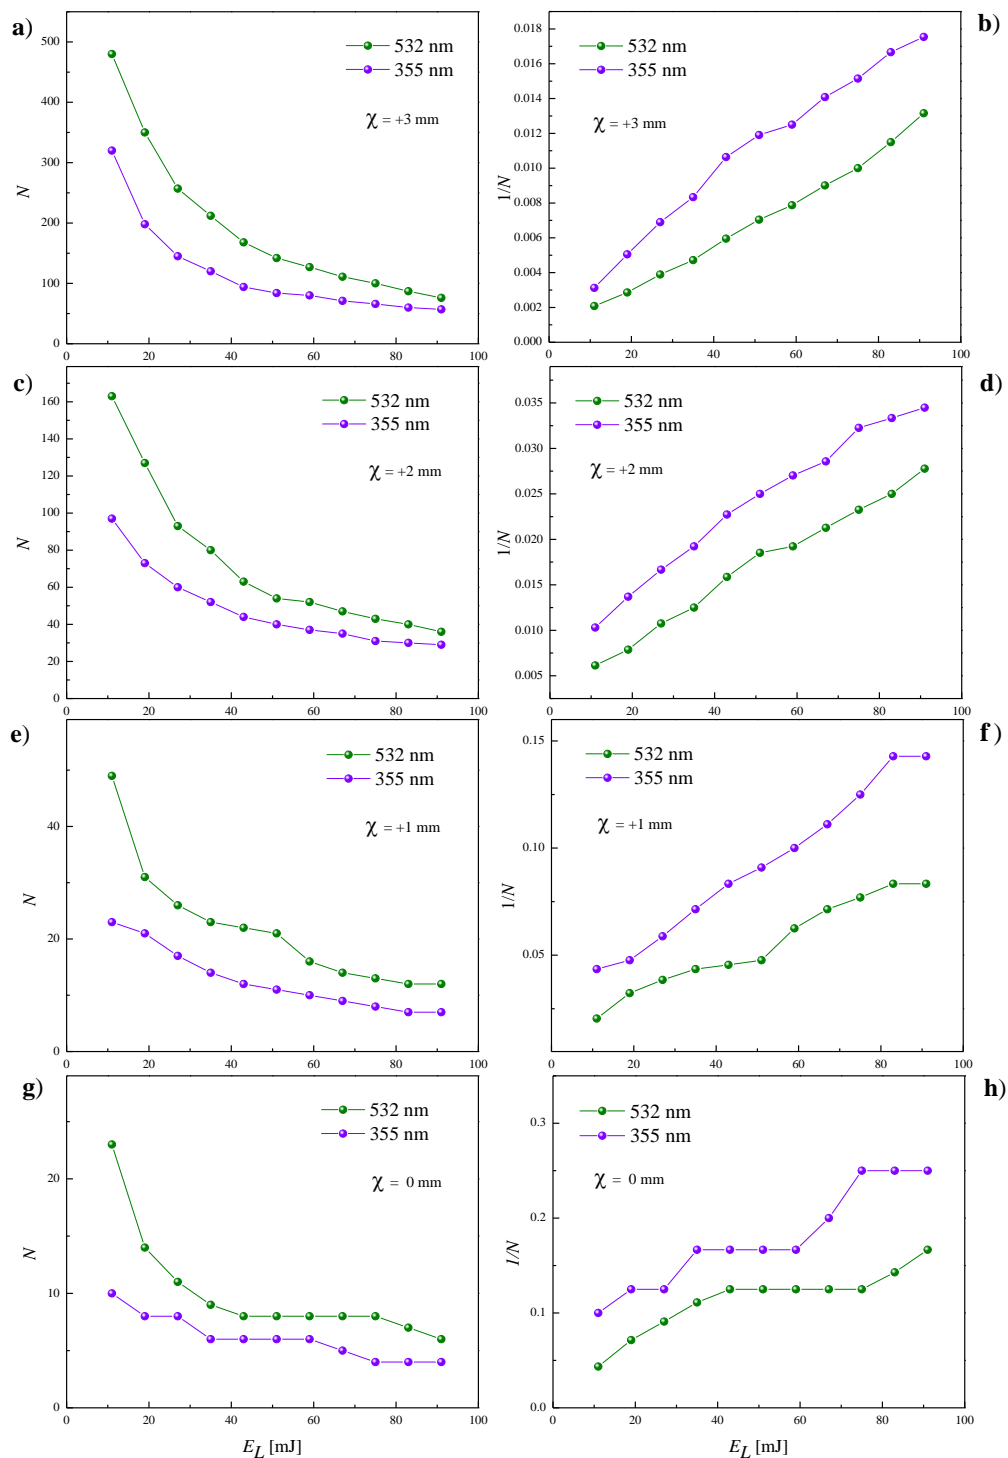 a)
500
400
300
200
100
0
N
532 nm
355 nm
χ = +3 mm
0 20 40 60 80 100
b)
0.018
0.016
0.014
0.012
0.010
0.008
0.006
0.004
0.002
0.000
1/N
532 nm
355 nm
χ = +3 mm
0 20 40 60 80 100
c)
160
140
120
100
80
60
40
20
0
N
532 nm
355 nm
χ = +2 mm
0 20 40 60 80 100
d)
0.035
0.030
0.025
0.020
0.015
0.010
0.005
1/N
532 nm
355 nm
χ = +2 mm
0 20 40 60 80 100
e)
40
20
0
N
532 nm
355 nm
χ = +1 mm
0 20 40 60 80 100
f)
0.15
0.10
0.05
1/N
532 nm
355 nm
χ = +1 mm
0 20 40 60 80 100
g)
20
10
0
N
532 nm
355 nm
χ = 0 mm
0 20 40 60 80 100
E_L [mJ]
h)
0.3
0.2
0.1
0.0
1/N
532 nm
355 nm
χ = 0 mm
0 20 40 60 80 100
E_L [mJ]